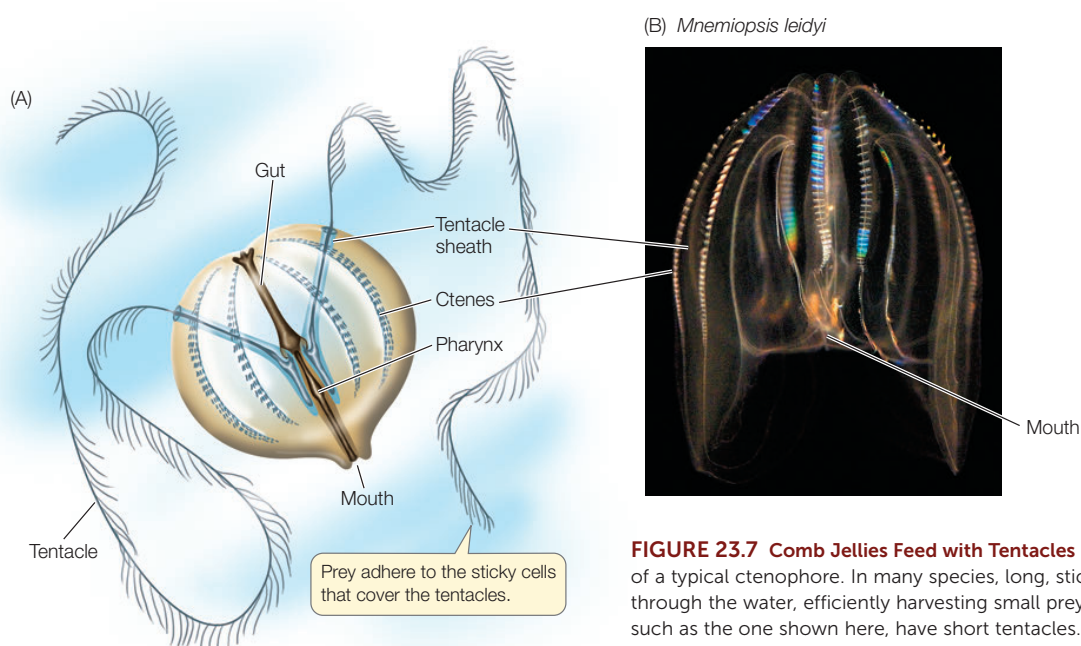 (A)
Gut
Tentacle
sheath
Ctenes
Pharynx
Mouth
Tentacle
Prey adhere to the sticky cells
that cover the tentacles.
(B) Mnemiopsis leidyi
Mouth
FIGURE 23.7 Comb Jellies Feed with Tentacles
of a typical ctenophore. In many species, long, stic
through the water, efficiently harvesting small prey
such as the one shown here, have short tentacles.